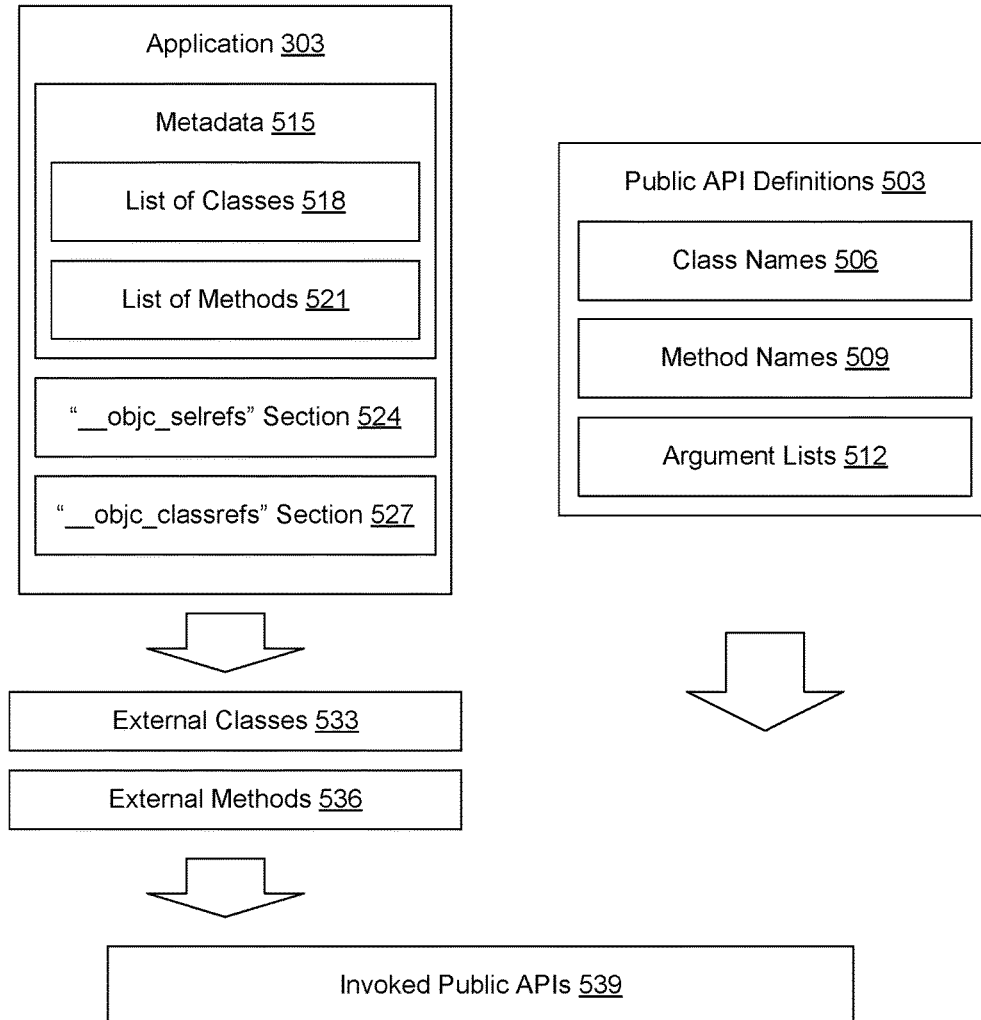 Application 303
Metadata 515
List of Classes 518
List of Methods 521
“__objc_selrefs” Section 524
“__objc_classrefs” Section 527
Public API Definitions 503
Class Names 506
Method Names 509
Argument Lists 512
External Classes 533
External Methods 536
Invoked Public APIs 539